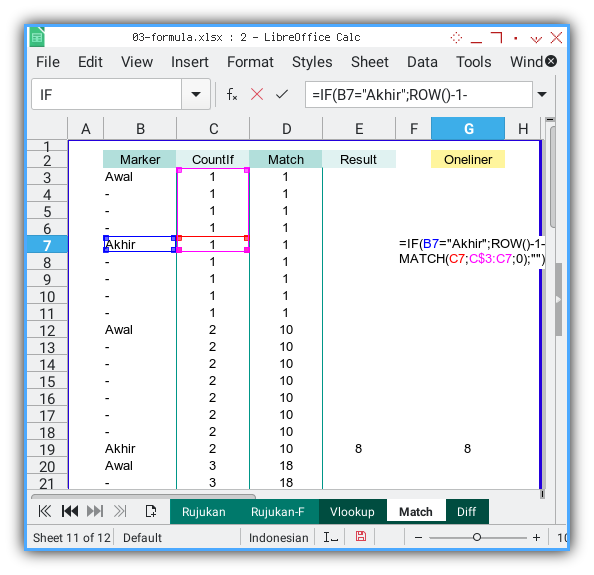 03-formula.xlsx : 2 - LibreOffice Calc
File Edit View Insert Format Styles Sheet Data Tools Wind
IF =IF(B7="Akhir";ROW()-1-
A B C D E F G H
1
2 Marker CountIf Match Result Oneliner
3 Awal 1 1
4 - 1 1
5 - 1 1
6 - 1 1
7 Akhir 1 1 =IF(B7="Akhir";ROW()-1-
8 - 1 1 MATCH(C7;C$3:C7;0);"")
9 - 1 1
10 - 1 1
11 - 1 1
12 Awal 2 10
13 - 2 10
14 - 2 10
15 - 2 10
16 - 2 10
17 - 2 10
18 - 2 10
19 Akhir 2 10 8 8
20 Awal 3 18
21 - 3 18
Rujukan Rujukan-F Vlookup Match Diff
Sheet 11 of 12 Default Indonesian 10